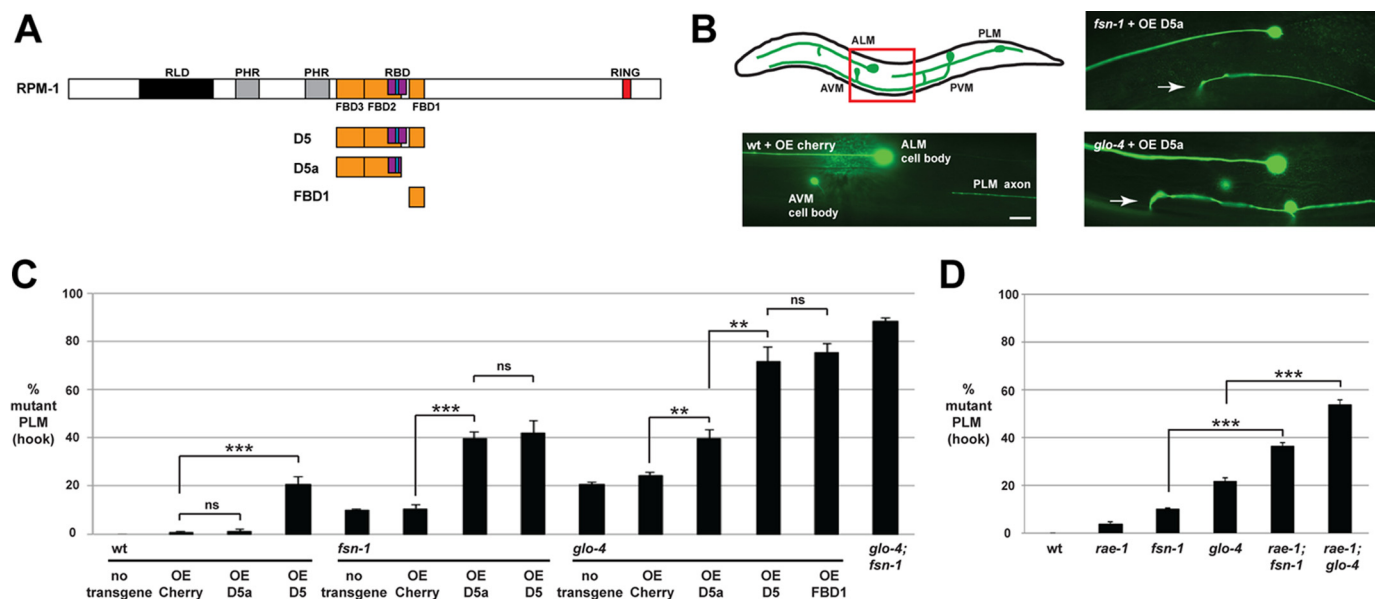 A
RLD PHR PHR RBD RING
RPM-1
FBD3 FBD2 FBD1
D5
D5a
FBD1
B
ALM PLM
AVM PVM
wt + OE cherry
ALM
cell body
PLM axon
AVM
cell body
fsn-1 + OE D5a
glo-4 + OE D5a
C
%
mutant
PLM
(hook)
100
80
60
40
20
0
ns
***
***
ns
**
**
ns
wt
no
transgene
OE
Cherry
OE
D5a
OE
D5
fsn-1
no
transgene
OE
Cherry
OE
D5a
OE
D5
glo-4
no
transgene
OE
Cherry
OE
D5a
OE
D5
OE
FBD1
glo-4;
fsn-1
D
%
mutant
PLM
(hook)
100
80
60
40
20
0
***
***
wt
rae-1
fsn-1
glo-4
rae-1;
fsn-1
rae-1;
glo-4